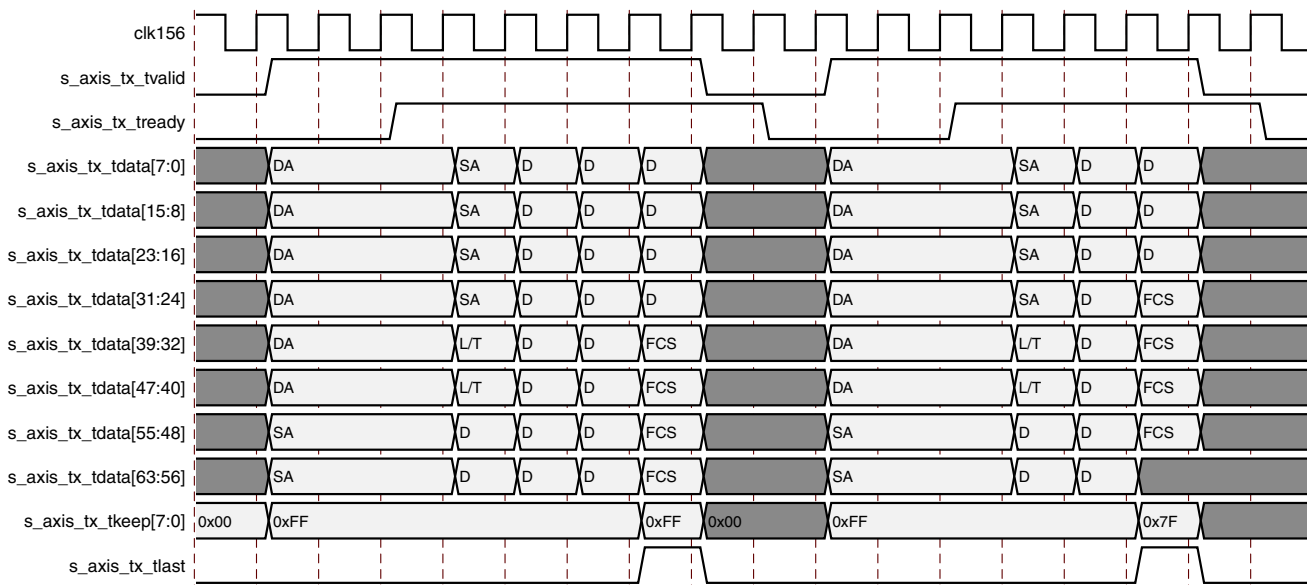 clk156
s_axis_tx_tvalid
s_axis_tx_tready
s_axis_tx_tdata[7:0] DA SA D D D DA SA D D
s_axis_tx_tdata[15:8] DA SA D D D DA SA D D
s_axis_tx_tdata[23:16] DA SA D D D DA SA D D
s_axis_tx_tdata[31:24] DA SA D D D DA SA D FCS
s_axis_tx_tdata[39:32] DA L/T D D FCS DA L/T D FCS
s_axis_tx_tdata[47:40] DA L/T D D FCS DA L/T D FCS
s_axis_tx_tdata[55:48] SA D D D FCS SA D D FCS
s_axis_tx_tdata[63:56] SA D D D FCS SA D D
s_axis_tx_tkeep[7:0] 0x00 0xFF 0xFF 0x00 0xFF 0x7F
s_axis_tx_tlast